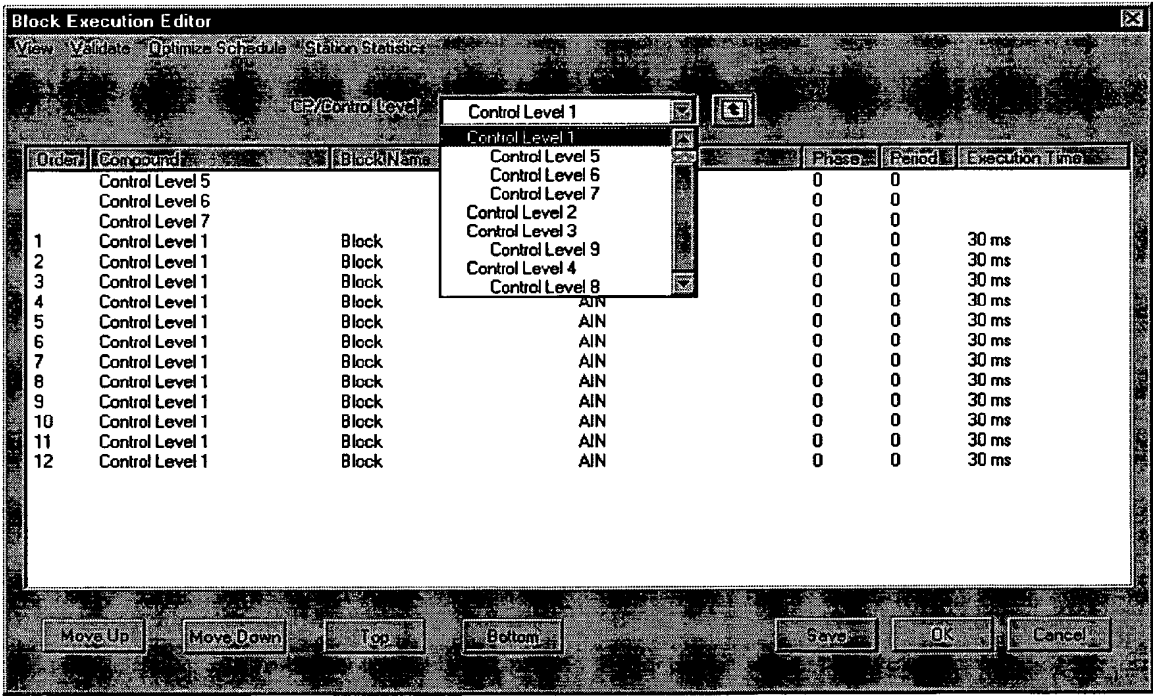 Block Execution Editor
View Validate Optimize Schedule Station Statistics
CP/Control Level Control Level 1
Control Level 1
Control Level 5
Control Level 6
Control Level 7
Control Level 2
Control Level 3
Control Level 9
Control Level 4
Control Level 8
Order Compound Block Name Phase Period Execution Time
Control Level 5 0 0
Control Level 6 0 0
Control Level 7 0 0
1 Control Level 1 Block 0 0 30 ms
2 Control Level 1 Block 0 0 30 ms
3 Control Level 1 Block 0 0 30 ms
4 Control Level 1 Block AIN 0 0 30 ms
5 Control Level 1 Block AIN 0 0 30 ms
6 Control Level 1 Block AIN 0 0 30 ms
7 Control Level 1 Block AIN 0 0 30 ms
8 Control Level 1 Block AIN 0 0 30 ms
9 Control Level 1 Block AIN 0 0 30 ms
10 Control Level 1 Block AIN 0 0 30 ms
11 Control Level 1 Block AIN 0 0 30 ms
12 Control Level 1 Block AIN 0 0 30 ms
Move Up Move Down Top Bottom Save OK Cancel